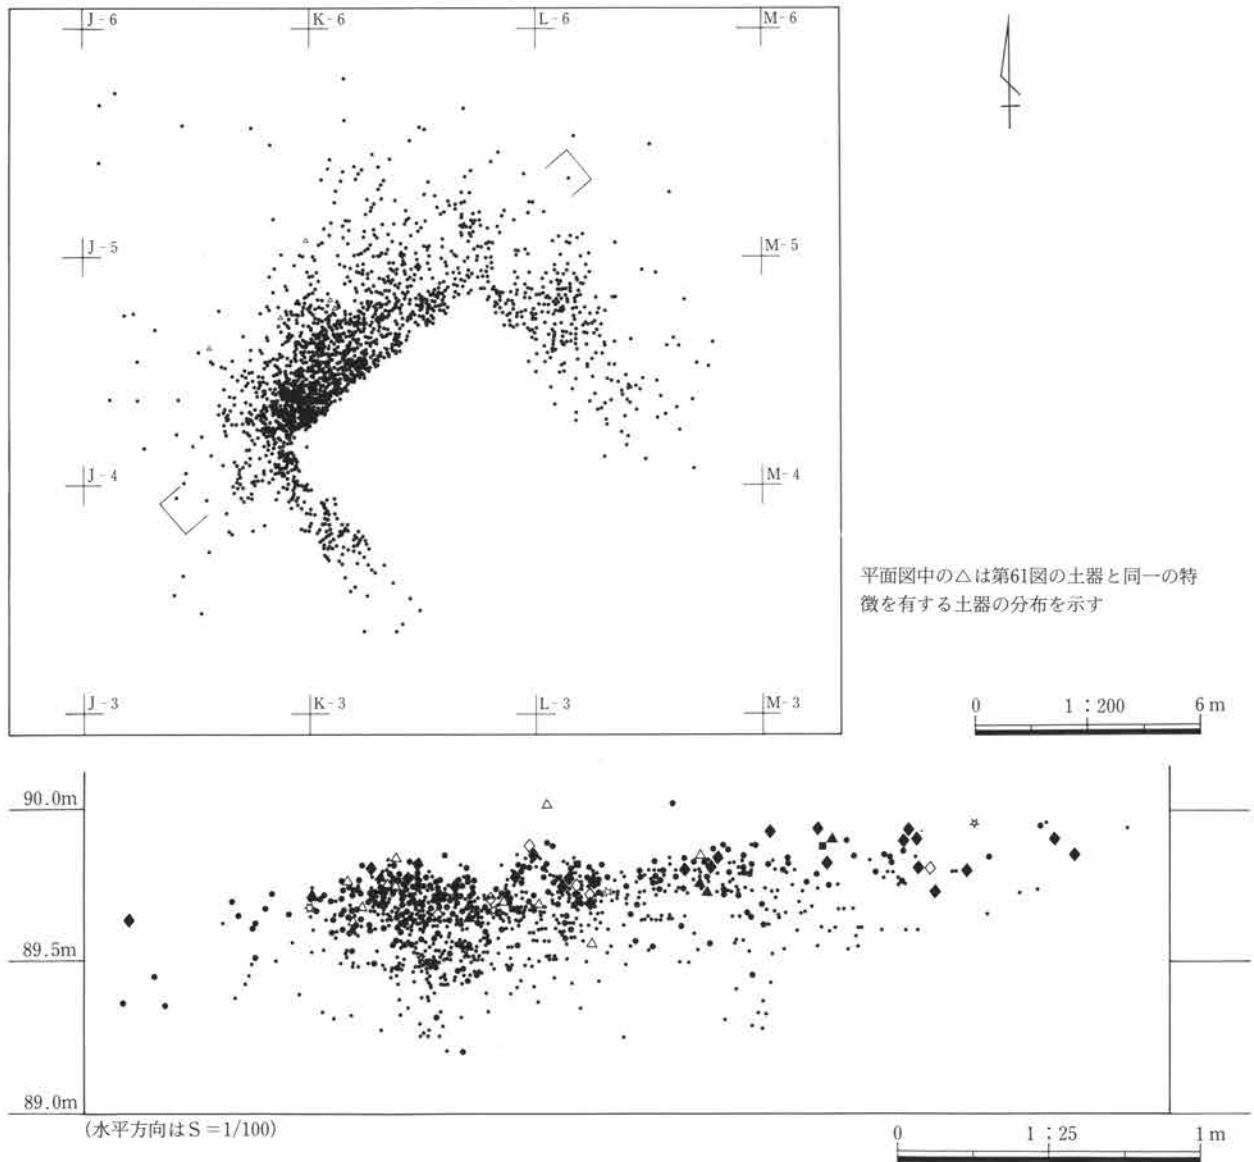 J-6
K-6
L-6
M-6
J-5
M-5
J-4
M-4
J-3
K-3
L-3
M-3
平面図中の△は第61図の土器と同一の特
徴を有する土器の分布を示す
0 1:200 6m
90.0m
89.5m
89.0m
(水平方向はS=1/100)
0 1:25 1m